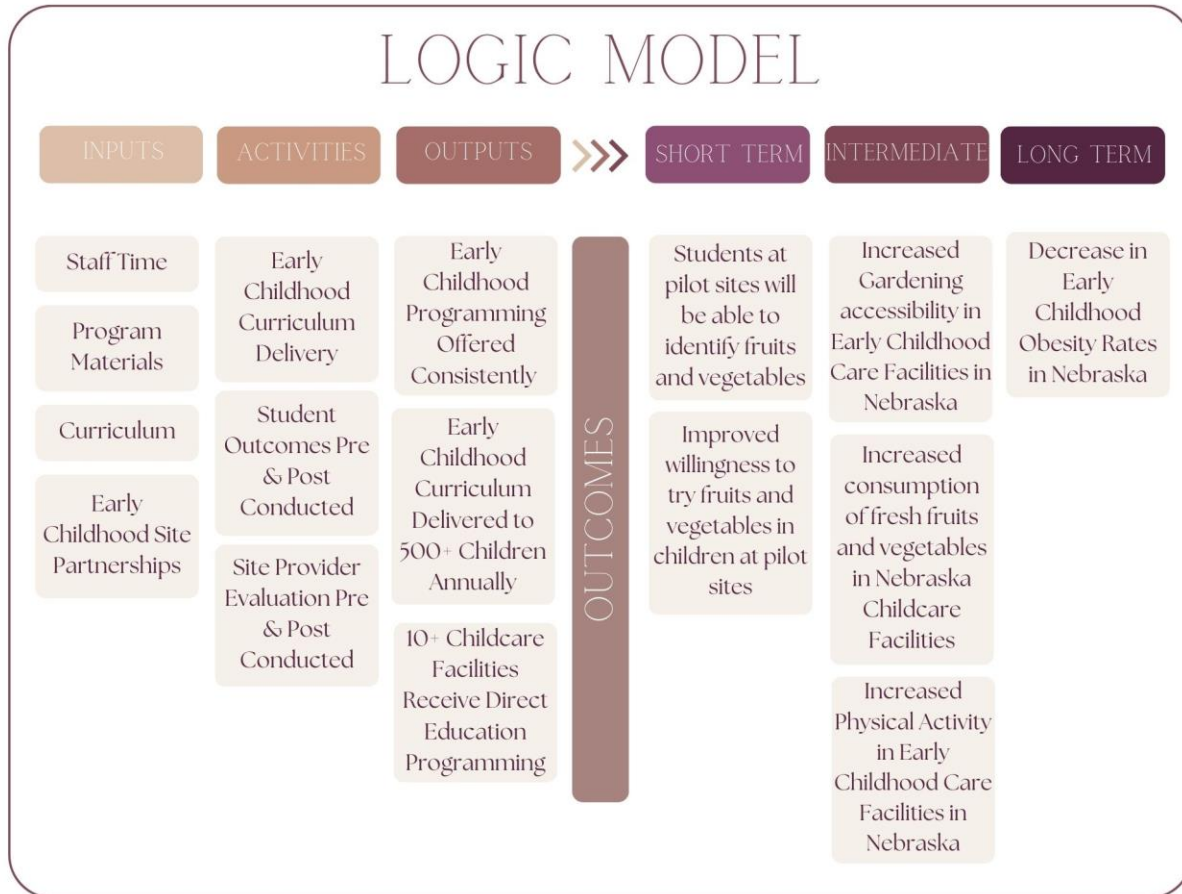 LOGIC MODEL
INPUTS
ACTIVITIES
OUTPUTS
SHORT TERM
INTERMEDIATE
LONG TERM
Staff Time
Program
Materials
Curriculum
Early
Childhood Site
Partnerships
Early
Childhood
Curriculum
Delivery
Student
Outcomes Pre
& Post
Conducted
Site Provider
Evaluation Pre
& Post
Conducted
Early
Childhood
Programming
Offered
Consistently
Early
Childhood
Curriculum
Delivered to
500+ Children
Annually
10+ Childcare
Facilities
Receive Direct
Education
Programming
OUTCOMES
Students at
pilot sites will
be able to
identify fruits
and vegetables
Improved
willingness to
try fruits and
vegetables in
children at pilot
sites
Increased
Gardening
accessibility in
Early Childhood
Care Facilities in
Nebraska
Increased
consumption
of fresh fruits
and vegetables
in Nebraska
Childcare
Facilities
Increased
Physical Activity
in Early
Childhood Care
Facilities in
Nebraska
Decrease in
Early
Childhood
Obesity Rates
in Nebraska